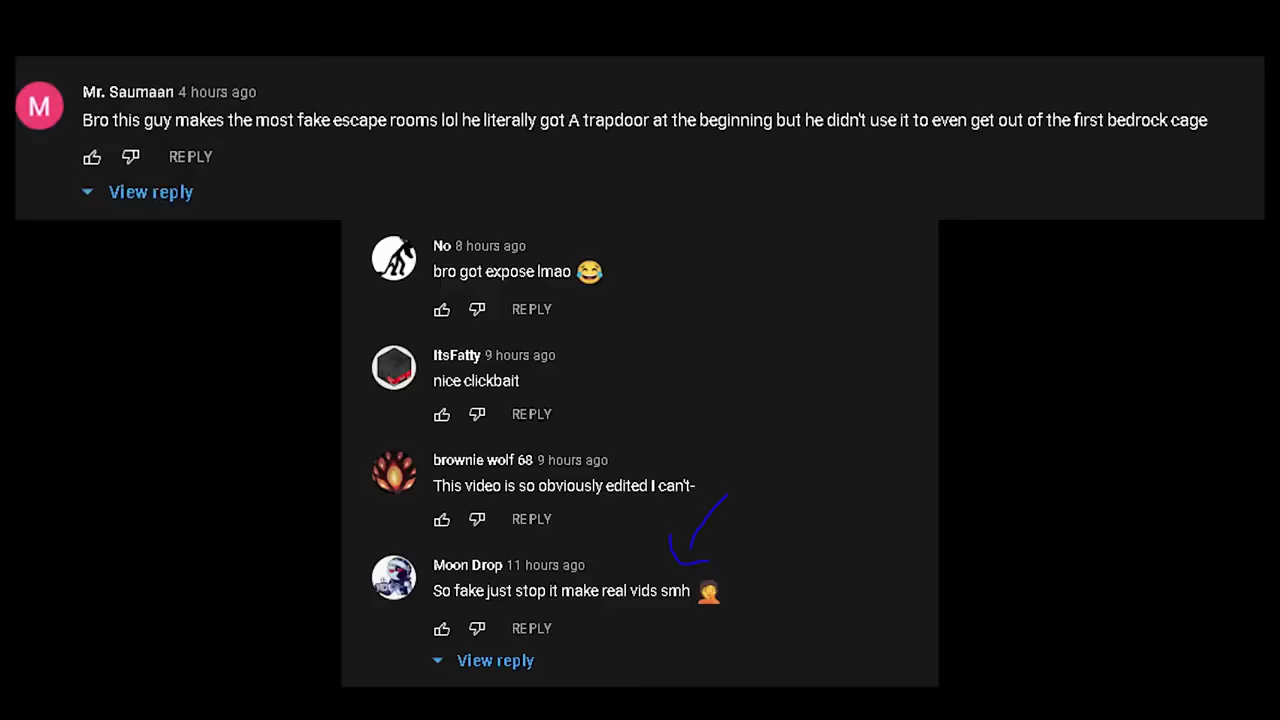 M
Mr. Saumaan 4 hours ago
Bro this guy makes the most fake escape rooms lol he literally got A trapdoor at the beginning but he didn't use it to even get out of the first bedrock cage
REPLY
View reply
No 8 hours ago
bro got expose lmao 😂
REPLY
ItsFatty 9 hours ago
nice clickbait
REPLY
brownie wolf 68 9 hours ago
This video is so obviously edited I can't-
REPLY
Moon Drop 11 hours ago
So fake just stop it make real vids smh 🤦
REPLY
View reply